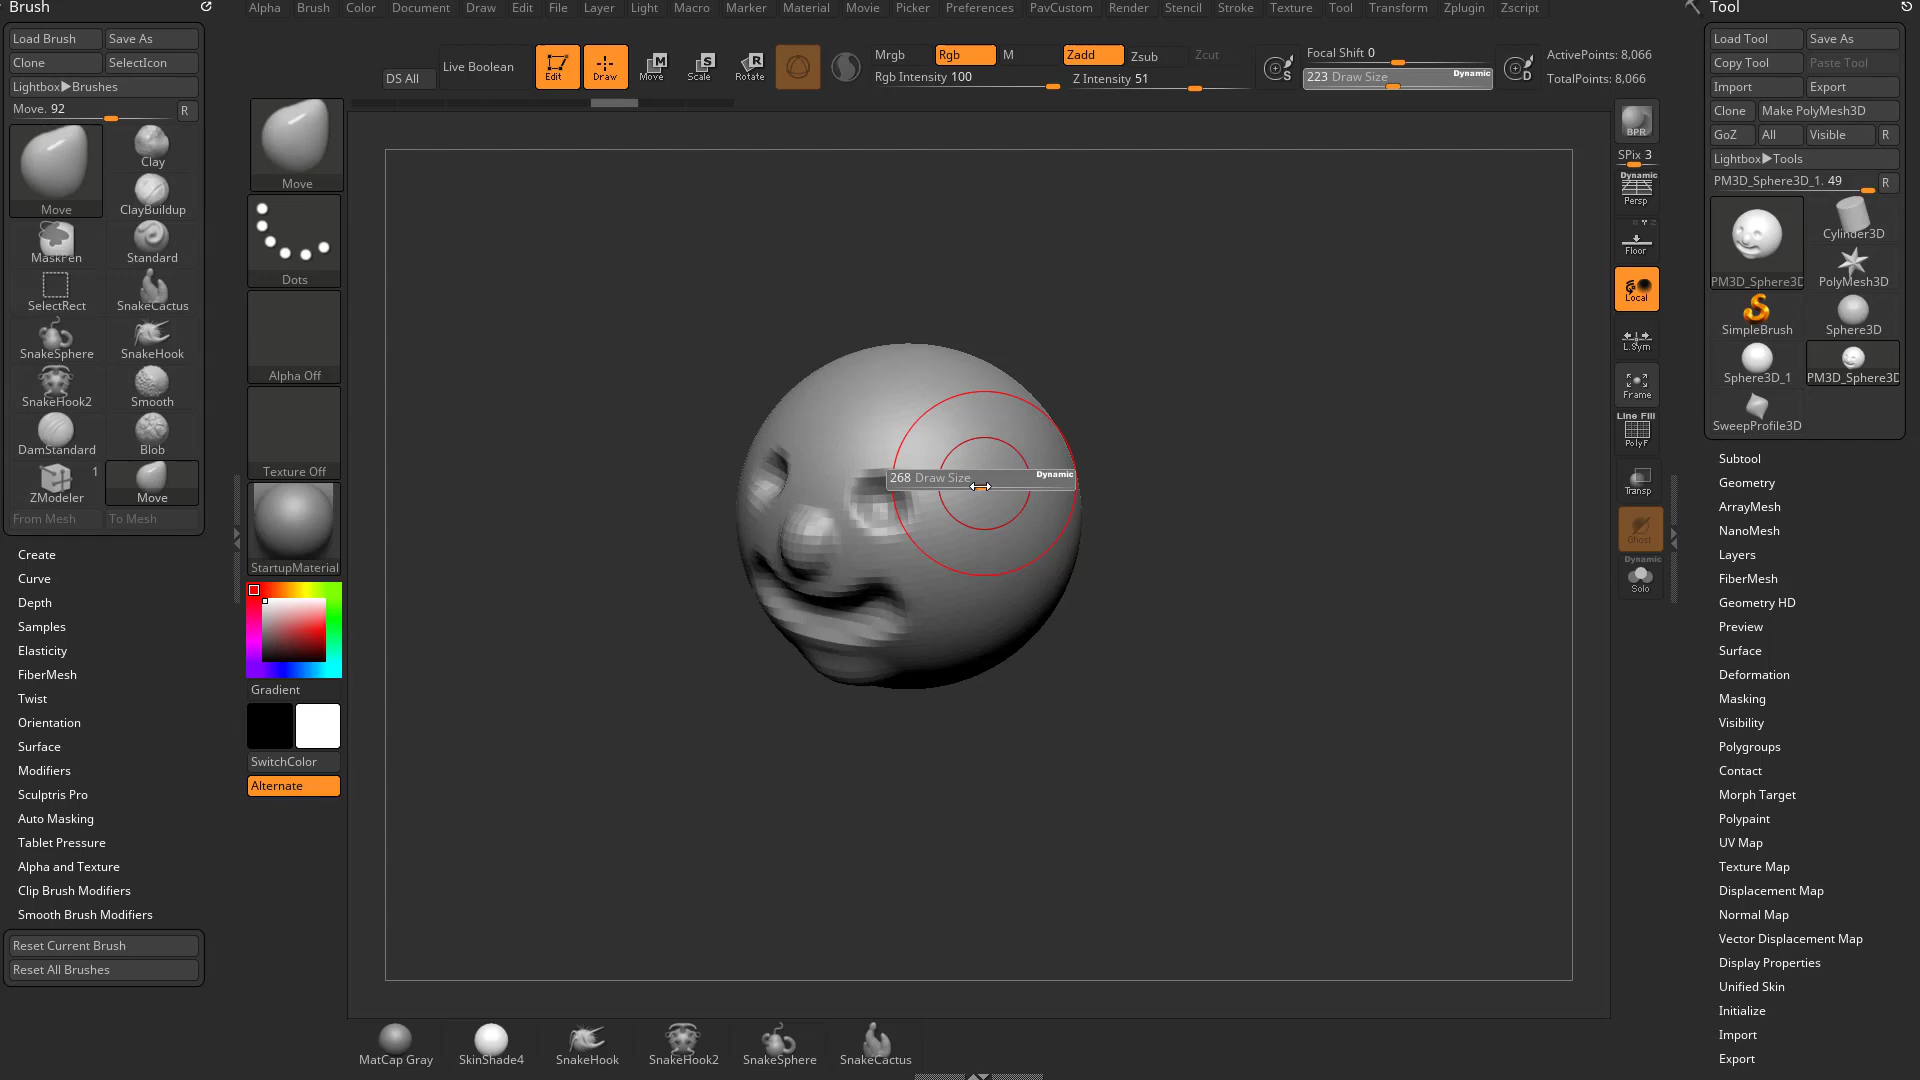 Brush
Alpha Brush Color Document Draw Edit File Layer Light Macro Marker Material Movie Picker Preferences PavCustom Render Stencil Stroke Texture Tool Transform Zplugin Zscript
Tool
Load Brush Save As
Clone SelectIcon
Lightbox▶Brushes
Move. 92 R
Move
Clay
ClayBuildup
MaskPen Standard
SelectRect SnakeCactus
SnakeSphere SnakeHook
SnakeHook2 Smooth
DamStandard Blob
ZModeler 1 Move
From Mesh To Mesh
Create
Curve
Depth
Samples
Elasticity
FiberMesh
Twist
Orientation
Surface
Modifiers
Sculptris Pro
Auto Masking
Tablet Pressure
Alpha and Texture
Clip Brush Modifiers
Smooth Brush Modifiers
Reset Current Brush
Reset All Brushes
DS All
Live Boolean
Edit
Draw
Move
Scale
Rotate
Mrgb Rgb M
Rgb Intensity 100
Zadd Zsub Zcut
Z Intensity 51
S
Focal Shift 0
223 Draw Size Dynamic
D
ActivePoints: 8,066
TotalPoints: 8,066
Move
Dots
Alpha Off
Texture Off
StartupMaterial
Gradient
SwitchColor
Alternate
268 Draw Size Dynamic
BPR
SPix 3
Dynamic
Persp
Floor
Local
L.Sym
Frame
Line Fill
PolyF
Transp
Ghost
Dynamic
Solo
Load Tool Save As
Copy Tool Paste Tool
Import Export
Clone Make PolyMesh3D
GoZ All Visible R
Lightbox▶Tools
PM3D_Sphere3D_1. 49 R
PM3D_Sphere3D
Cylinder3D
PolyMesh3D
SimpleBrush Sphere3D
Sphere3D_1 PM3D_Sphere3D
SweepProfile3D
Subtool
Geometry
ArrayMesh
NanoMesh
Layers
FiberMesh
Geometry HD
Preview
Surface
Deformation
Masking
Visibility
Polygroups
Contact
Morph Target
Polypaint
UV Map
Texture Map
Displacement Map
Normal Map
Vector Displacement Map
Display Properties
Unified Skin
Initialize
Import
Export
MatCap Gray SkinShade4 SnakeHook SnakeHook2 SnakeSphere SnakeCactus